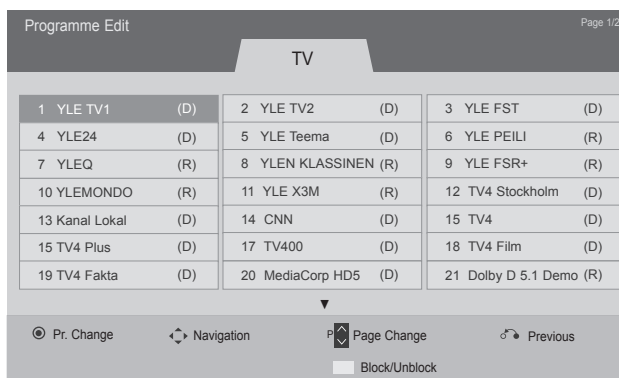 Programme Edit Page 1/2
TV
1 YLE TV1 (D) 2 YLE TV2 (D) 3 YLE FST (D)
4 YLE24 (D) 5 YLE Teema (D) 6 YLE PEILI (R)
7 YLEQ (R) 8 YLEN KLASSINEN (R) 9 YLE FSR+ (R)
10 YLEMONDO (R) 11 YLE X3M (R) 12 TV4 Stockholm (D)
13 Kanal Lokal (D) 14 CNN (D) 15 TV4 (D)
15 TV4 Plus (D) 17 TV400 (D) 18 TV4 Film (D)
19 TV4 Fakta (D) 20 MediaCorp HD5 (D) 21 Dolby D 5.1 Demo (R)
Pr. Change Navigation P Page Change Previous
Block/Unblock